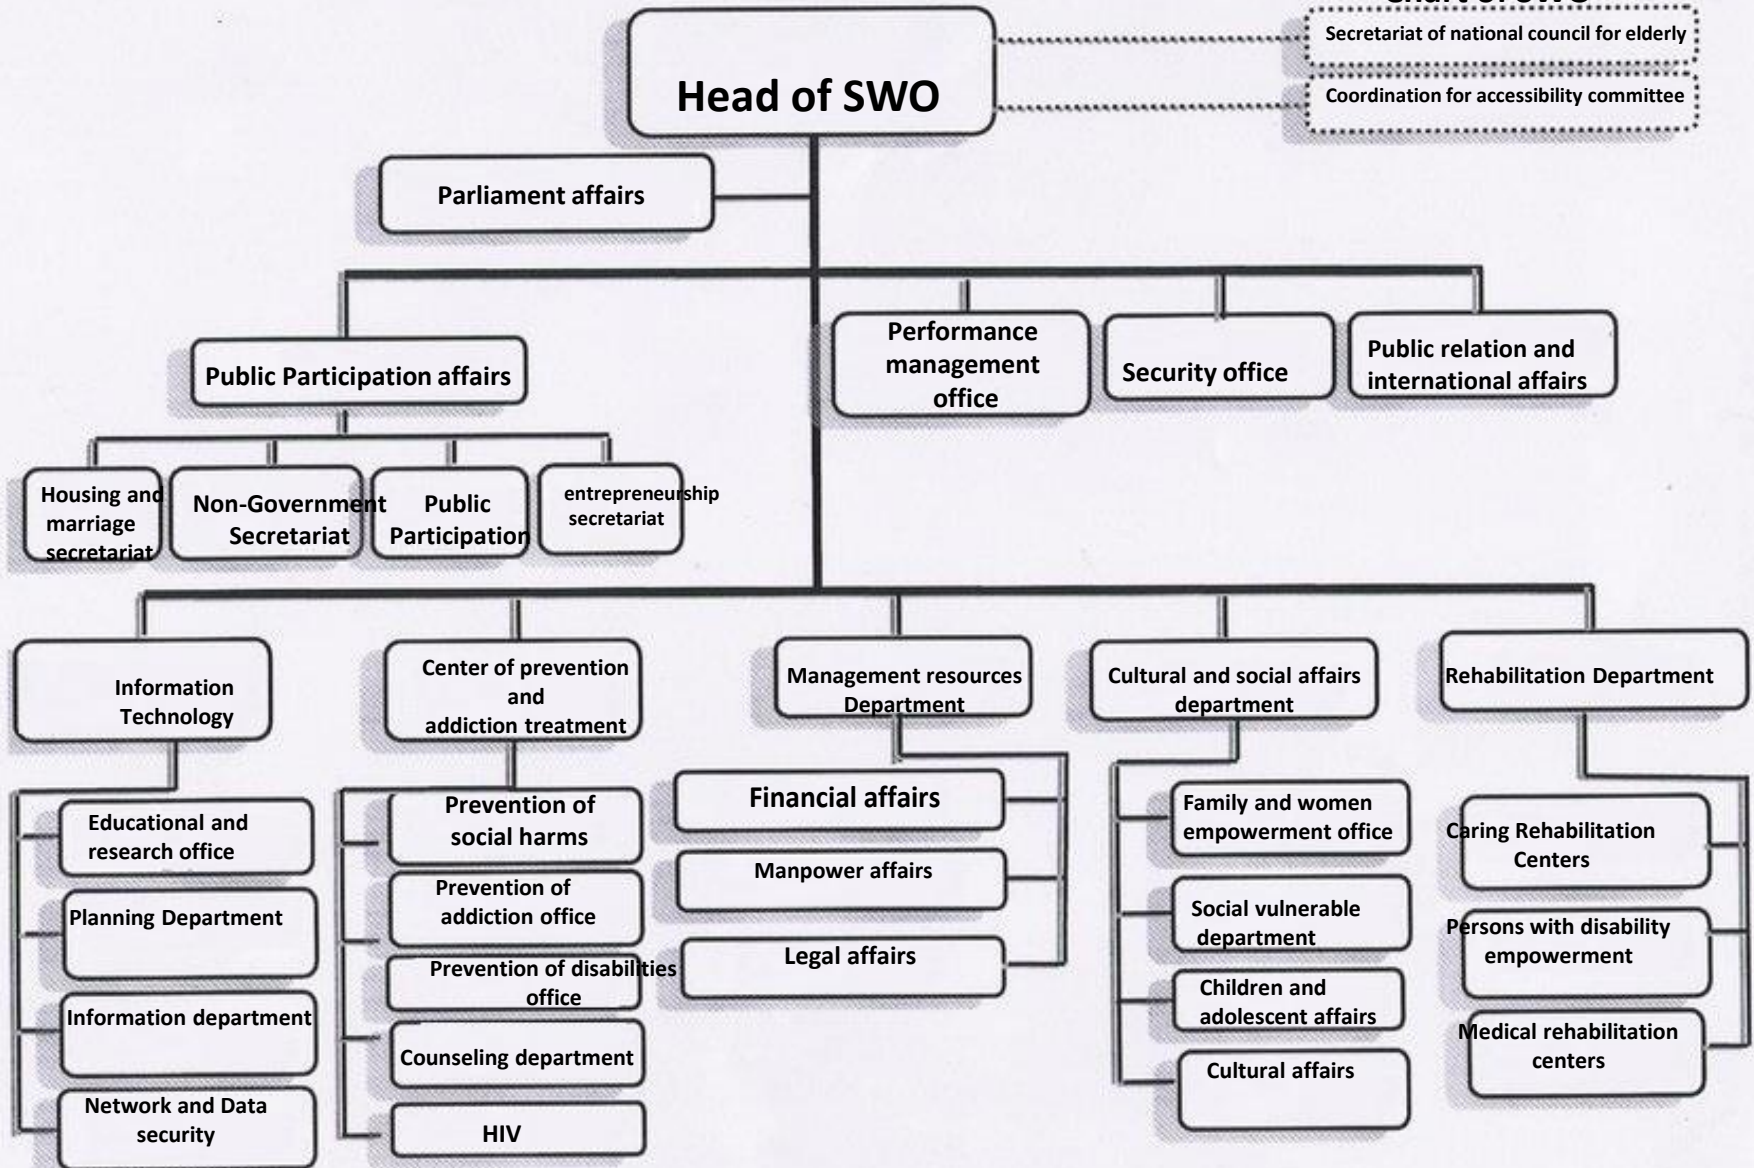 Secretariat of national council for elderly
Head of SWO
Coordination for accessibility committee
Parliament affairs
Public Participation affairs
Performance
management
office
Security office
Public relation and
international affairs
Housing and
marriage
secretariat
Non-Government
Secretariat
Public
Participation
entrepreneurship
secretariat
Information
Technology
Center of prevention
and
addiction treatment
Management resources
Department
Cultural and social affairs
department
Rehabilitation Department
Educational and
research office
Planning Department
Information department
Network and Data
security
Prevention of
social harms
Prevention of
addiction office
Prevention of disabilities
office
Counseling department
HIV
Financial affairs
Manpower affairs
Legal affairs
Family and women
empowerment office
Social vulnerable
department
Children and
adolescent affairs
Cultural affairs
Caring Rehabilitation
Centers
Persons with disability
empowerment
Medical rehabilitation
centers